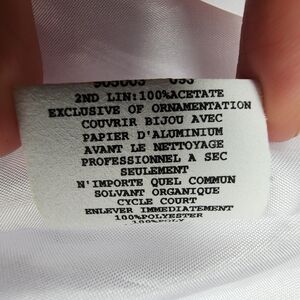 2ND LIN:100%ACETATE
EXCLUSIVE OF ORNAMENTATION
COUVRIR BIJOU AVEC
PAPIER D'ALUMINIUM
AVANT LE NETTOYAGE
PROFESSIONNEL A SEC
SEULEMENT
N'IMPORTE QUEL COMMUN
SOLVANT ORGANIQUE
CYCLE COURT
ENLEVER IMMEDIATEMENT
100%POLYESTER